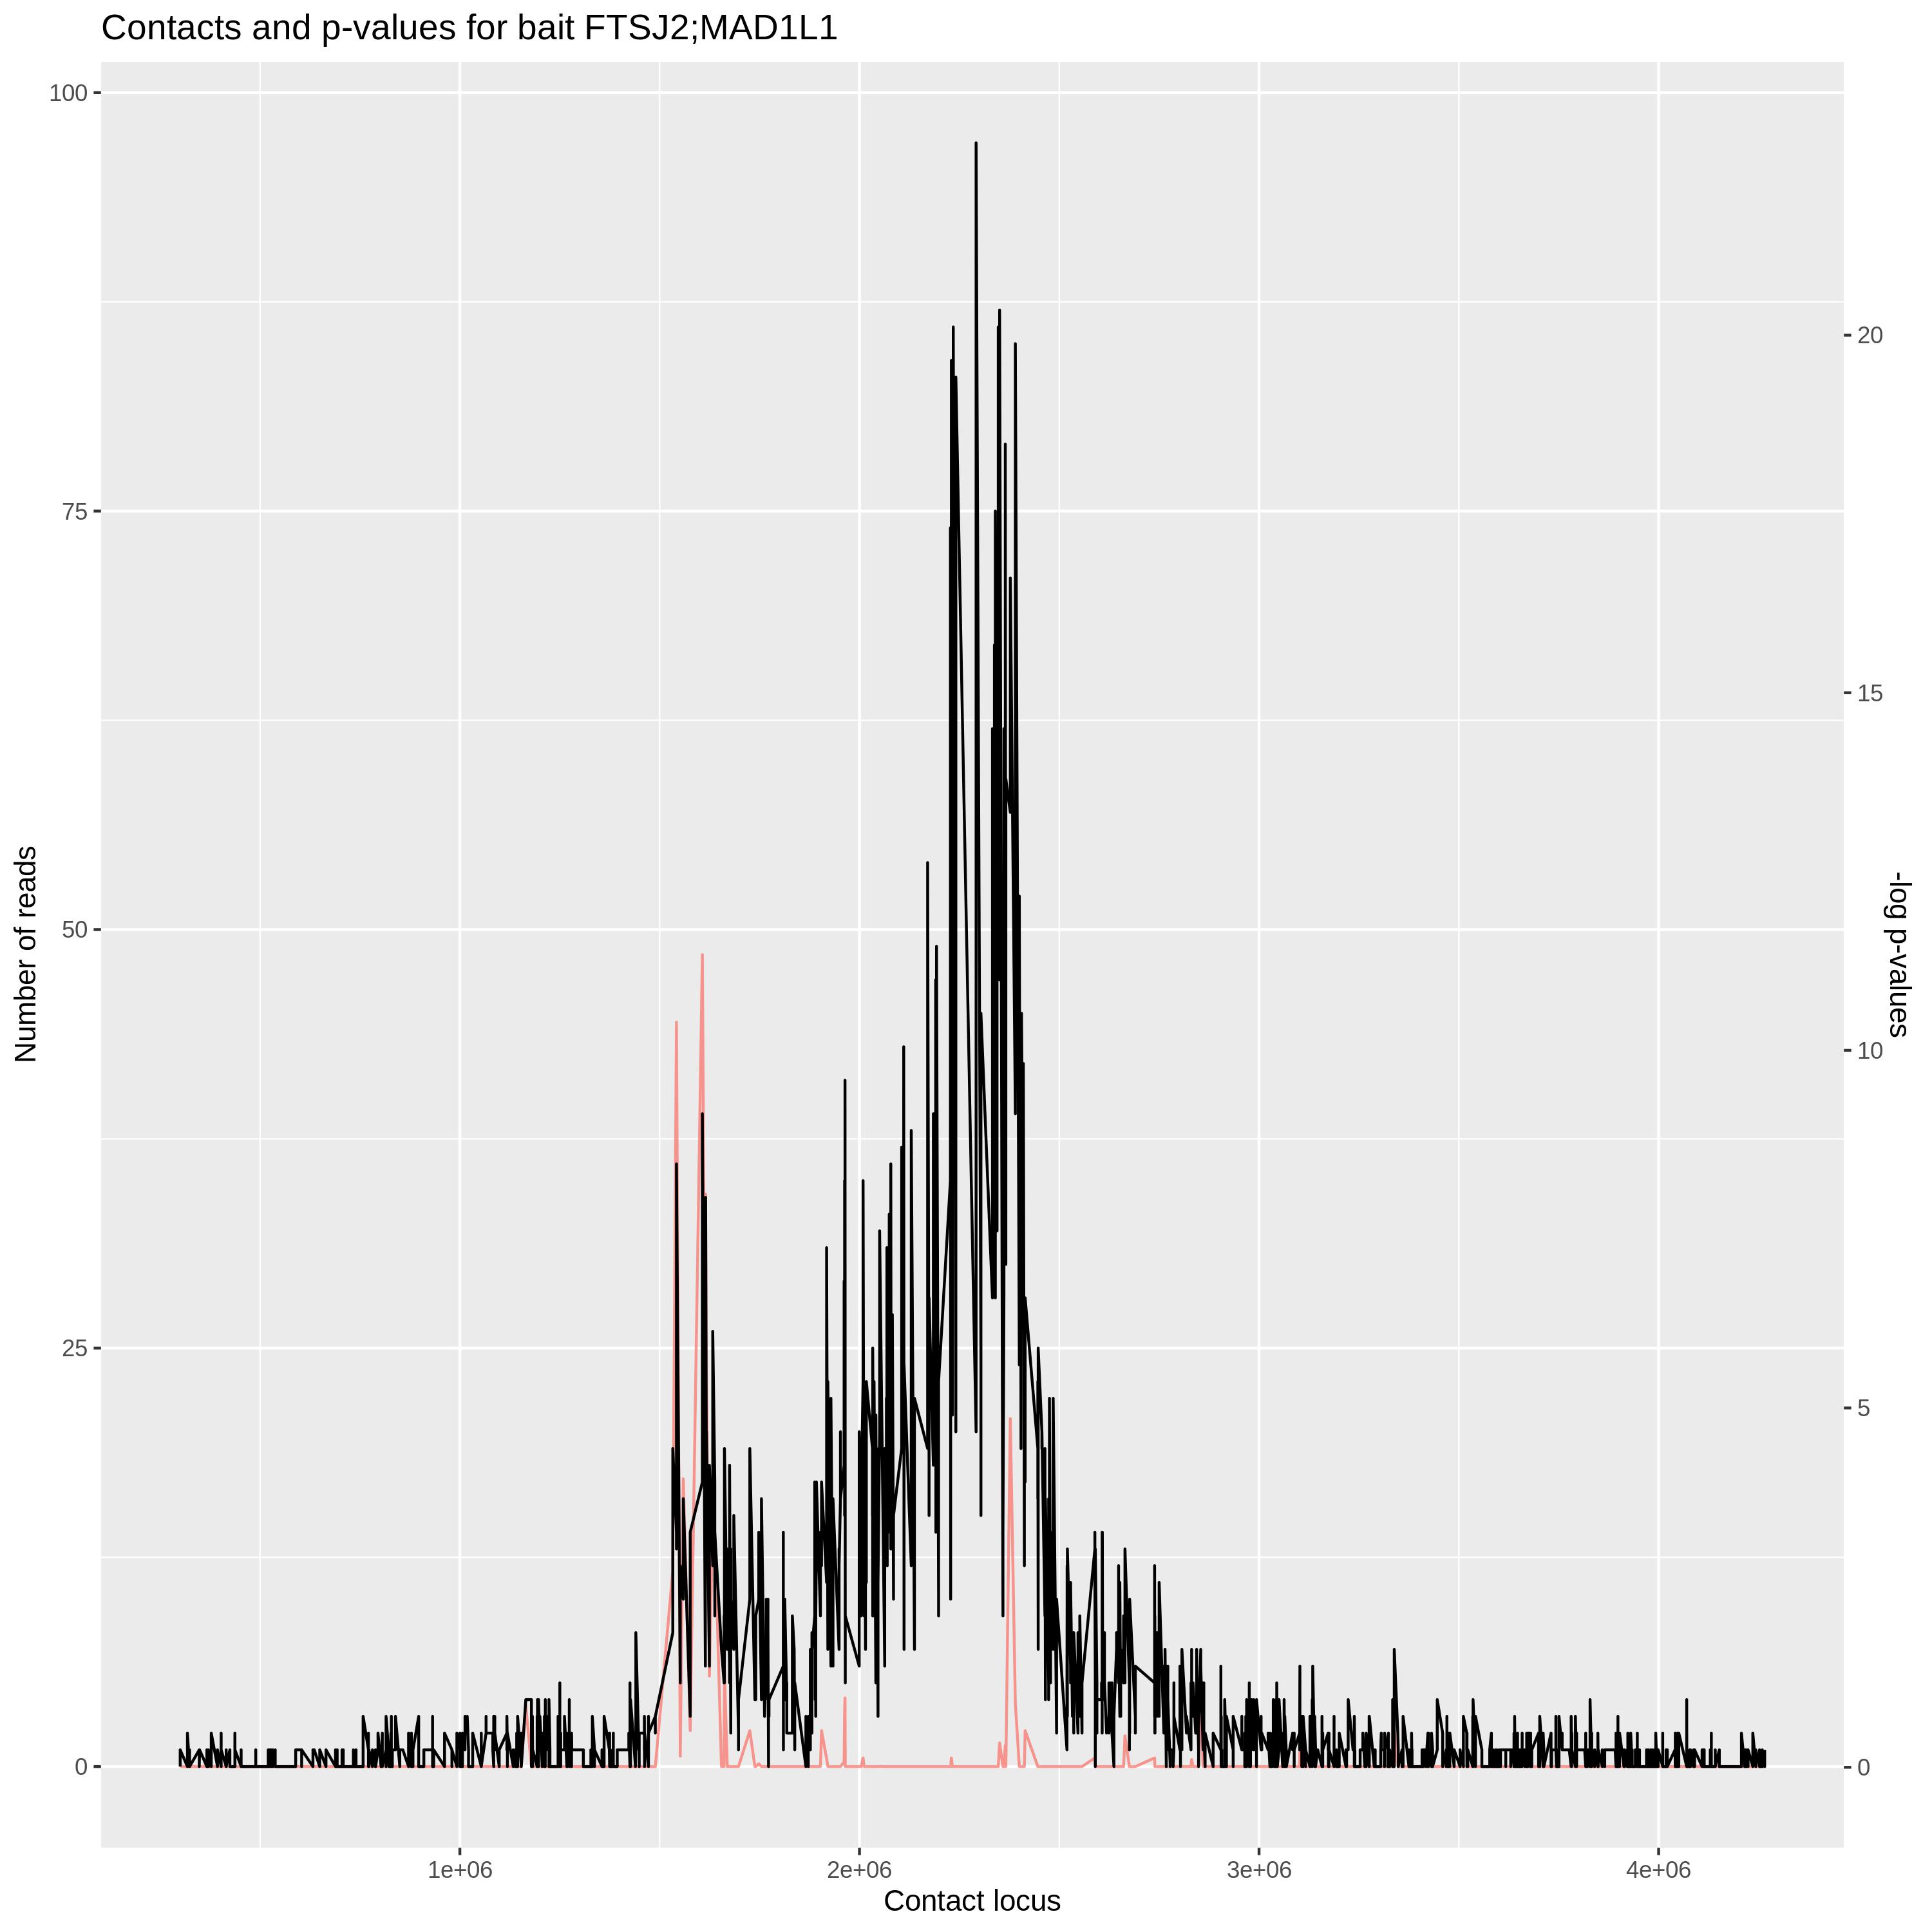 Contacts and p-values for bait FTSJ2;MAD1L1
100
75
50
25
0
Number of reads
20
15
10
5
0
-log p-values
1e+06 2e+06 3e+06 4e+06
Contact locus